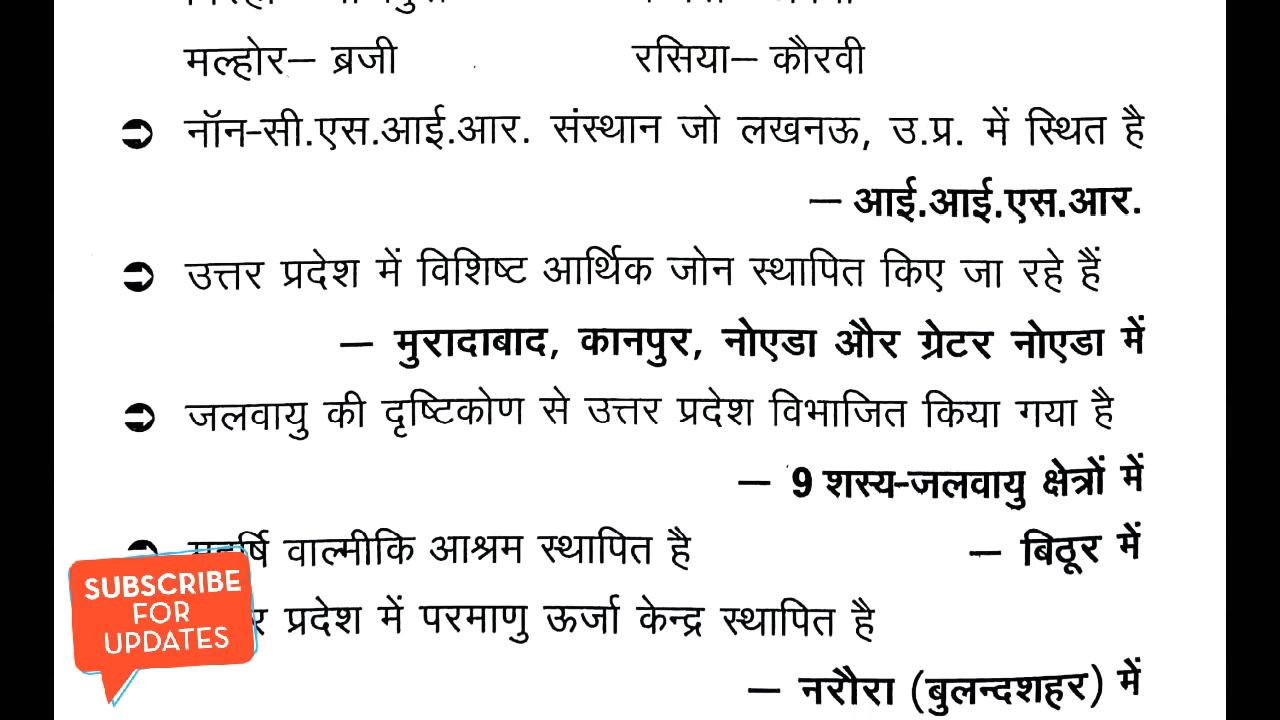 मल्होर– ब्रजी रसिया– कौरवी
नॉन-सी.एस.आई.आर. संस्थान जो लखनऊ, उ.प्र. में स्थित है
– आई.आई.एस.आर.
उत्तर प्रदेश में विशिष्ट आर्थिक जोन स्थापित किए जा रहे हैं
– मुरादाबाद, कानपुर, नोएडा और ग्रेटर नोएडा में
जलवायु की दृष्टिकोण से उत्तर प्रदेश विभाजित किया गया है
– 9 शस्य-जलवायु क्षेत्रों में
वाल्मीकि आश्रम स्थापित है – बिठूर में
प्रदेश में परमाणु ऊर्जा केन्द्र स्थापित है
– नरौरा (बुलन्दशहर) में
SUBSCRIBE
FOR
UPDATES